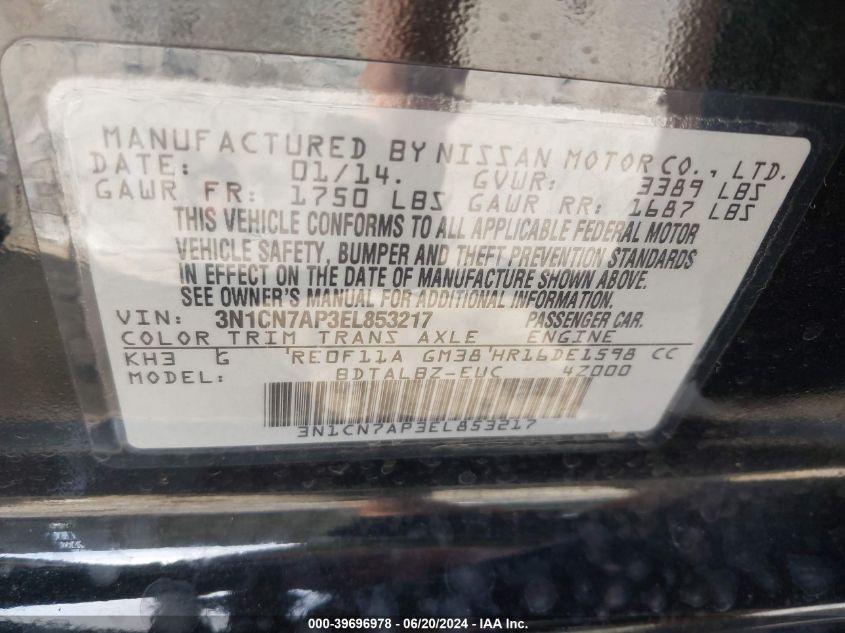 MANUFACTURED BY NISSAN MOTOR CO., LTD.
DATE: 01/14. GVWR: 3389 LBS
GAWR FR: 1750 LBS GAWR RR: 1687 LBS
THIS VEHICLE CONFORMS TO ALL APPLICABLE FEDERAL MOTOR
VEHICLE SAFETY, BUMPER AND THEFT PREVENTION STANDARDS
IN EFFECT ON THE DATE OF MANUFACTURE SHOWN ABOVE.
SEE OWNER'S MANUAL FOR ADDITIONAL INFORMATION.
VIN: 3N1CN7AP3EL853217 PASSENGER CAR.
COLOR TRIM TRANS AXLE ENGINE
KH3 G 'RE0F11A GM38'HR16DE1598 CC
MODEL: BDTALBZ-EUC 4Z000
3N1CN7AP3EL853217
000-39696978 - 06/20/2024 - IAA Inc.